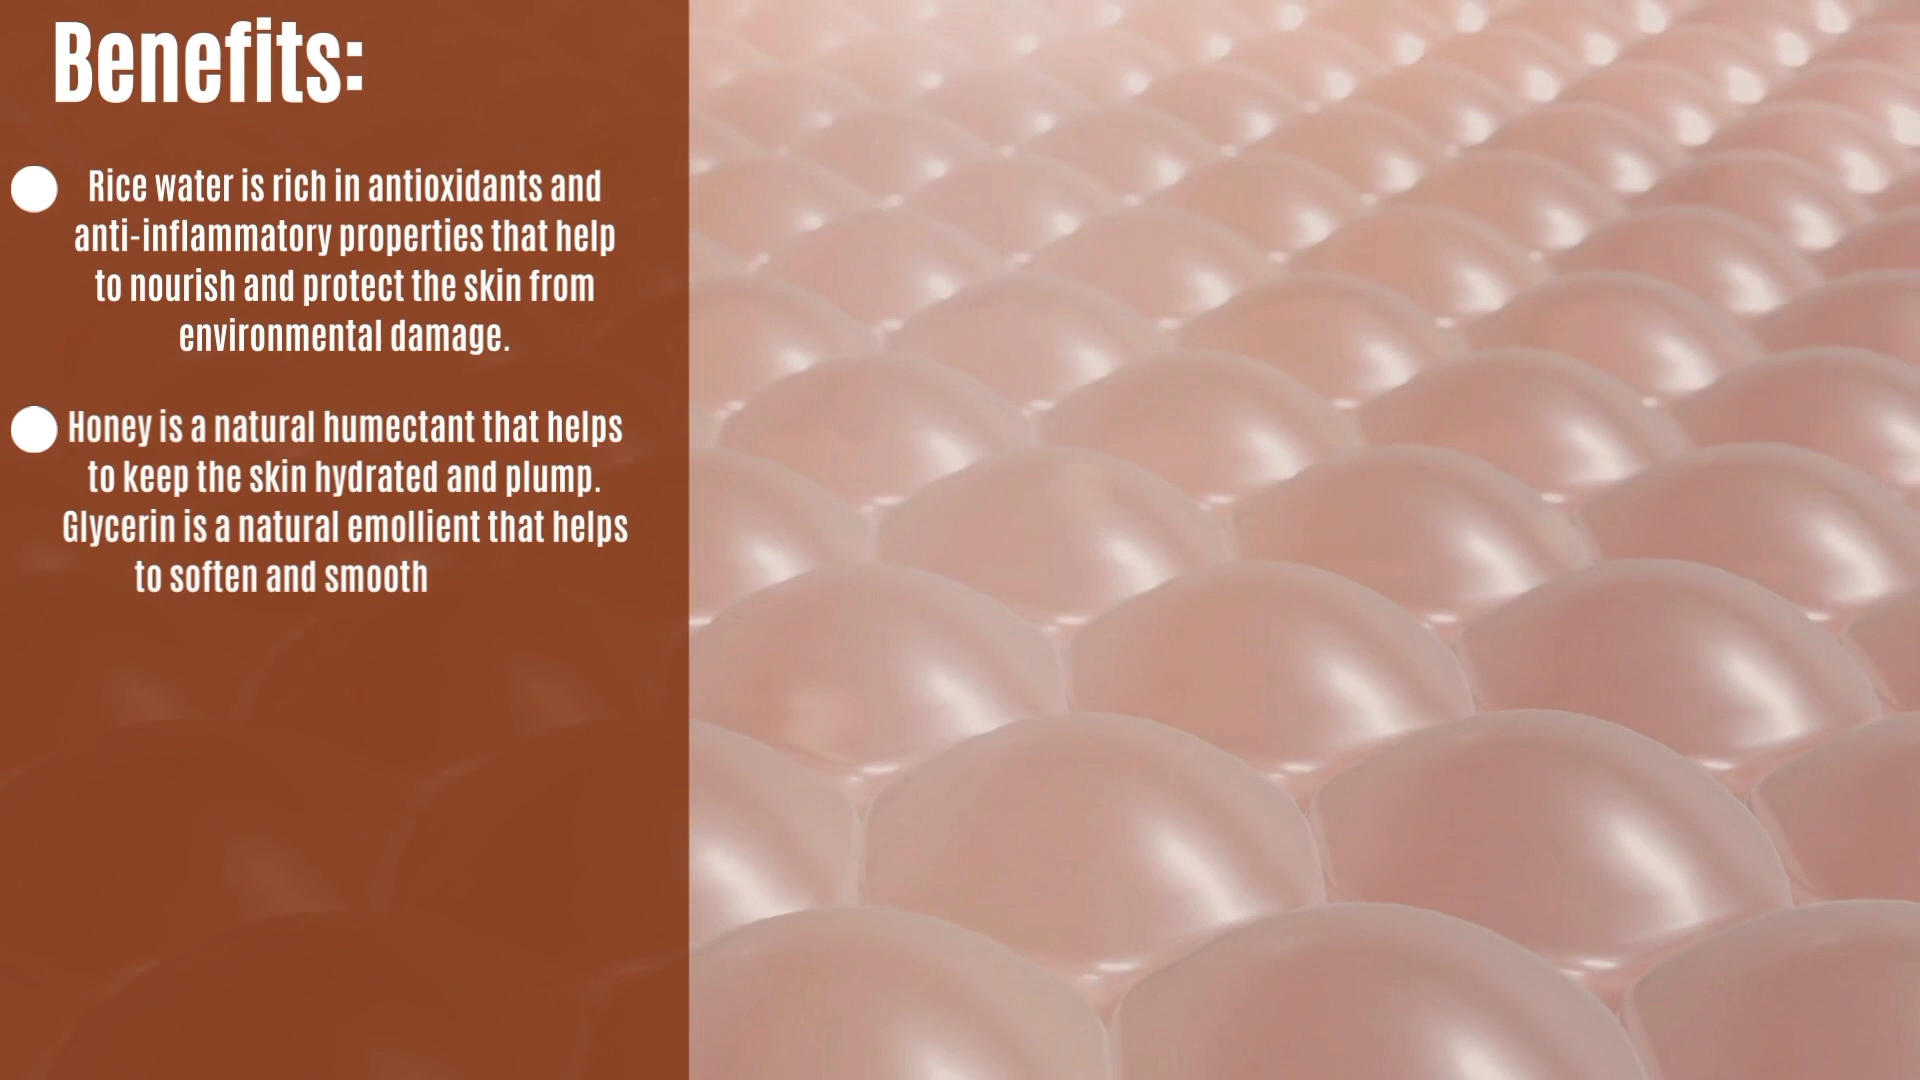 Benefits:
Rice water is rich in antioxidants and
anti-inflammatory properties that help
to nourish and protect the skin from
environmental damage.
Honey is a natural humectant that helps
to keep the skin hydrated and plump.
Glycerin is a natural emollient that helps
to soften and smooth